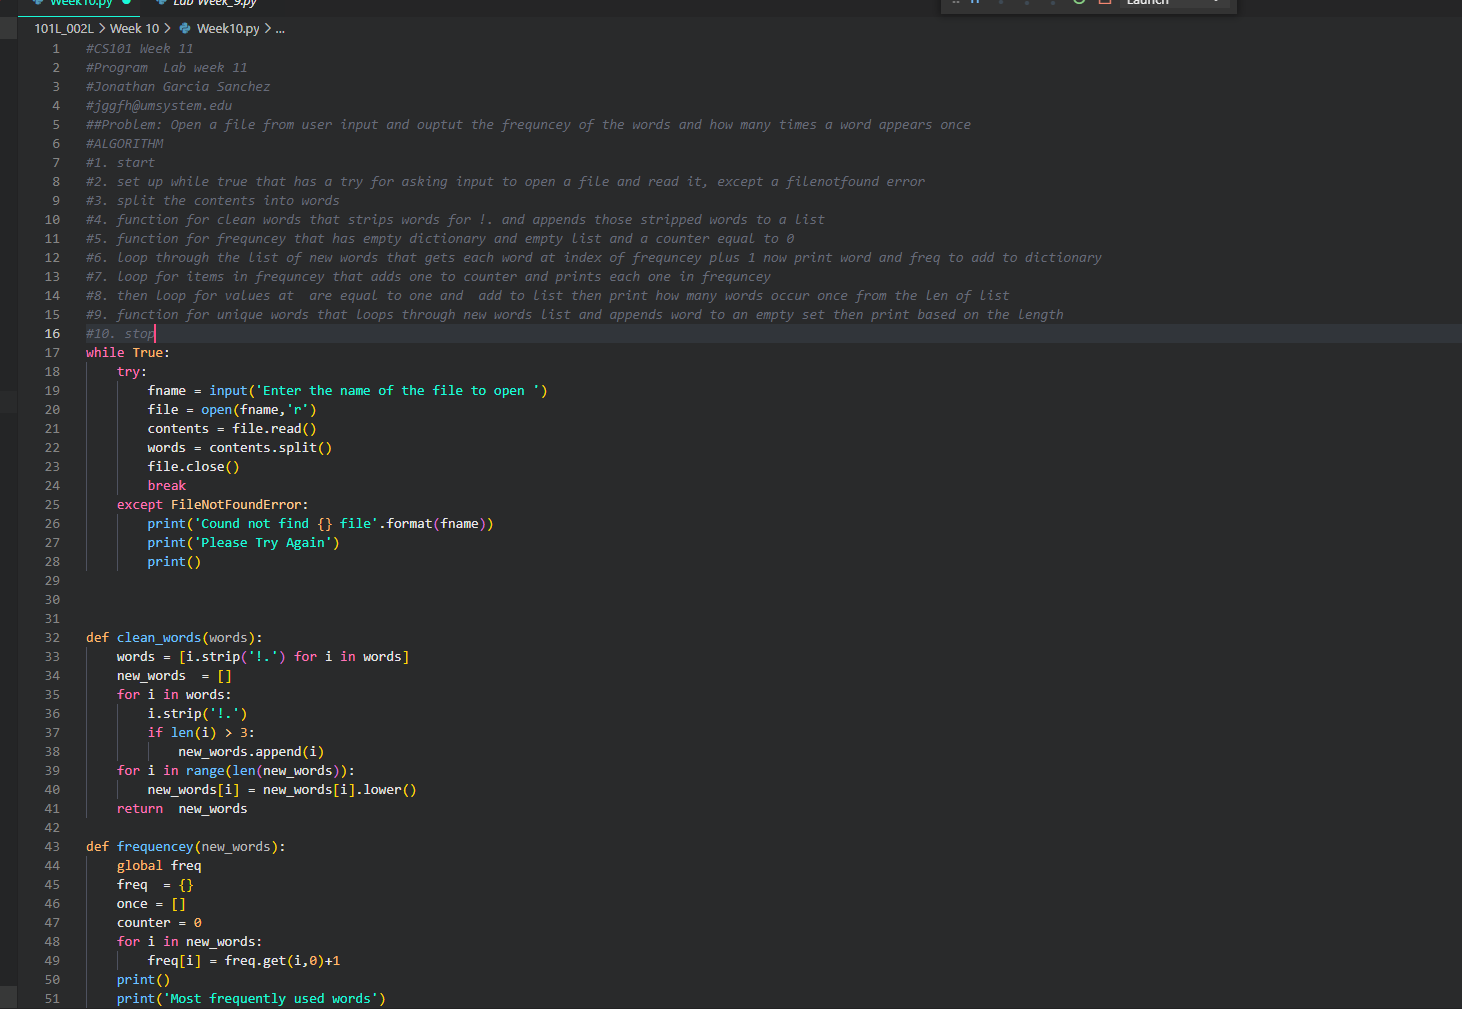 Week10.py
Lab Week_9.py
Launch
101L_002L > Week 10 > Week10.py > ...
1 #CS101 Week 11
2 #Program  Lab week 11
3 #Jonathan Garcia Sanchez
4 #jggfh@umsystem.edu
5 ##Problem: Open a file from user input and ouptut the frequncey of the words and how many times a word appears once
6 #ALGORITHM
7 #1. start
8 #2. set up while true that has a try for asking input to open a file and read it, except a filenotfound error
9 #3. split the contents into words
10 #4. function for clean words that strips words for !. and appends those stripped words to a list
11 #5. function for frequncey that has empty dictionary and empty list and a counter equal to 0
12 #6. loop through the list of new words that gets each word at index of frequncey plus 1 now print word and freq to add to dictionary
13 #7. loop for items in frequncey that adds one to counter and prints each one in frequncey
14 #8. then loop for values at  are equal to one and  add to list then print how many words occur once from the len of list
15 #9. function for unique words that loops through new words list and appends word to an empty set then print based on the length
16 #10. stop
17 while True:
18     try:
19         fname = input('Enter the name of the file to open ')
20         file = open(fname,'r')
21         contents = file.read()
22         words = contents.split()
23         file.close()
24         break
25     except FileNotFoundError:
26         print('Cound not find {} file'.format(fname))
27         print('Please Try Again')
28         print()
29
30
31
32 def clean_words(words):
33     words = [i.strip('!.') for i in words]
34     new_words  = []
35     for i in words:
36         i.strip('!.')
37         if len(i) > 3:
38             new_words.append(i)
39     for i in range(len(new_words)):
40         new_words[i] = new_words[i].lower()
41     return  new_words
42
43 def frequencey(new_words):
44     global freq
45     freq  = {}
46     once = []
47     counter = 0
48     for i in new_words:
49         freq[i] = freq.get(i,0)+1
50     print()
51     print('Most frequently used words')